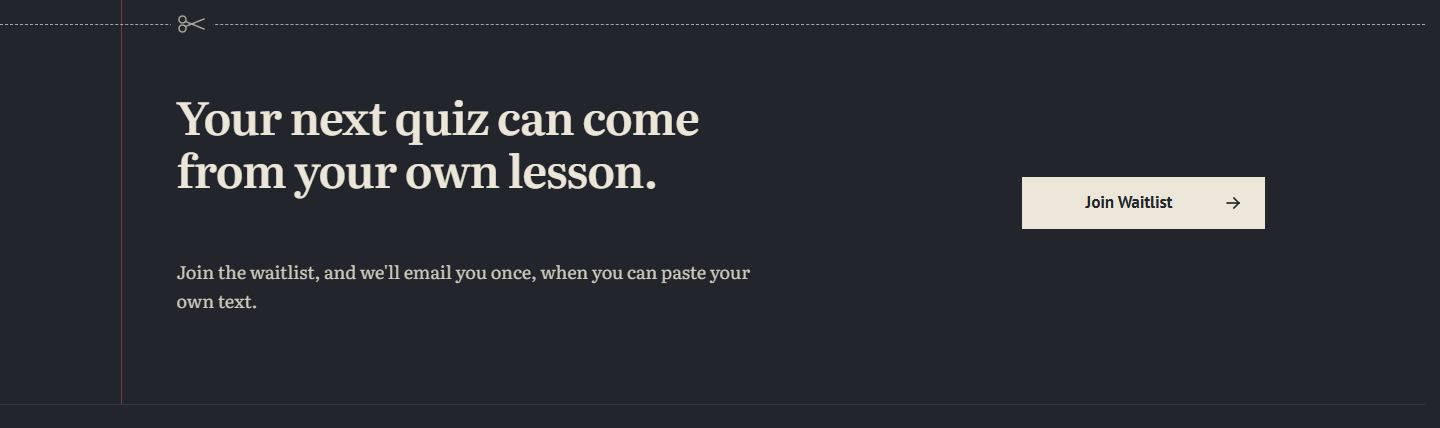 Your next quiz can come
from your own lesson.
Join Waitlist
Join the waitlist, and we'll email you once, when you can paste your
own text.